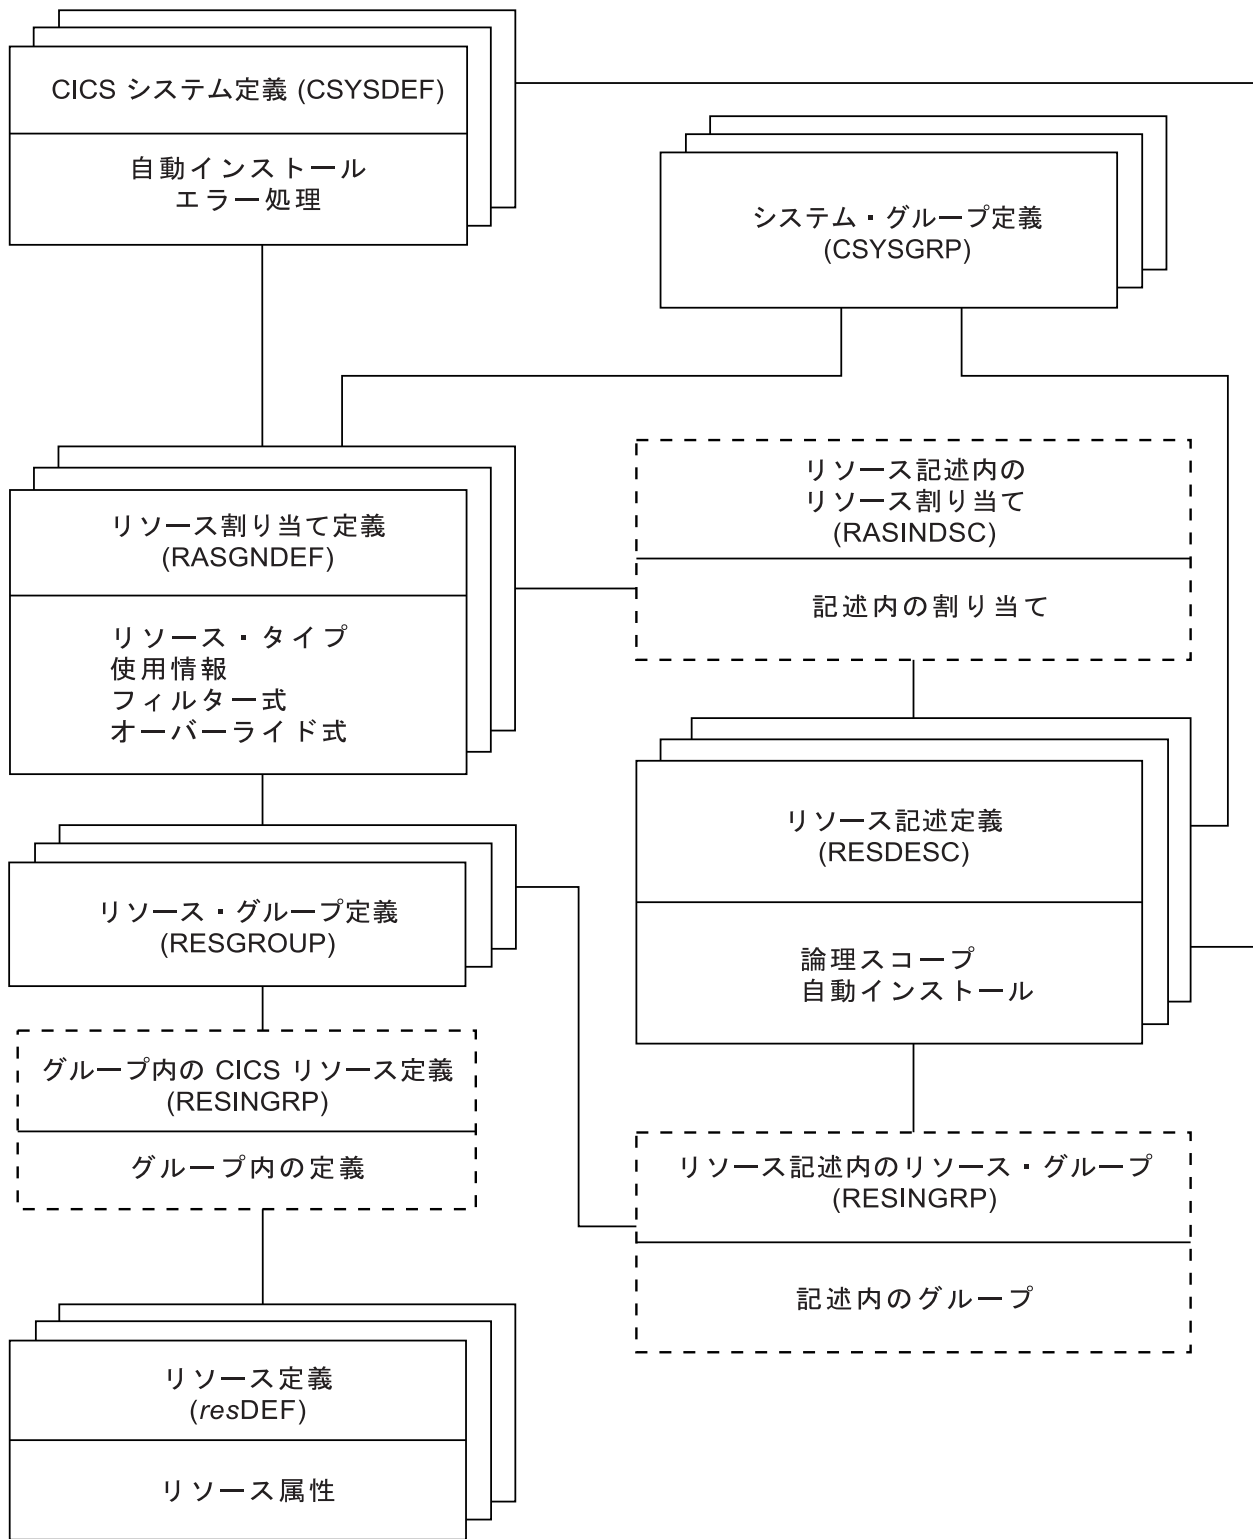 CICS システム定義 (CSYSDEF)
自動インストール
エラー処理
システム・グループ定義
(CSYSGRP)
リソース割り当て定義
(RASGNDEF)
リソース・タイプ
使用情報
フィルター式
オーバーライド式
リソース記述内の
リソース割り当て
(RASINDSC)
記述内の割り当て
リソース記述定義
(RESDESC)
論理スコープ
自動インストール
リソース・グループ定義
(RESGROUP)
グループ内の CICS リソース定義
(RESINGRP)
グループ内の定義
リソース記述内のリソース・グループ
(RESINGRP)
記述内のグループ
リソース定義
(resDEF)
リソース属性